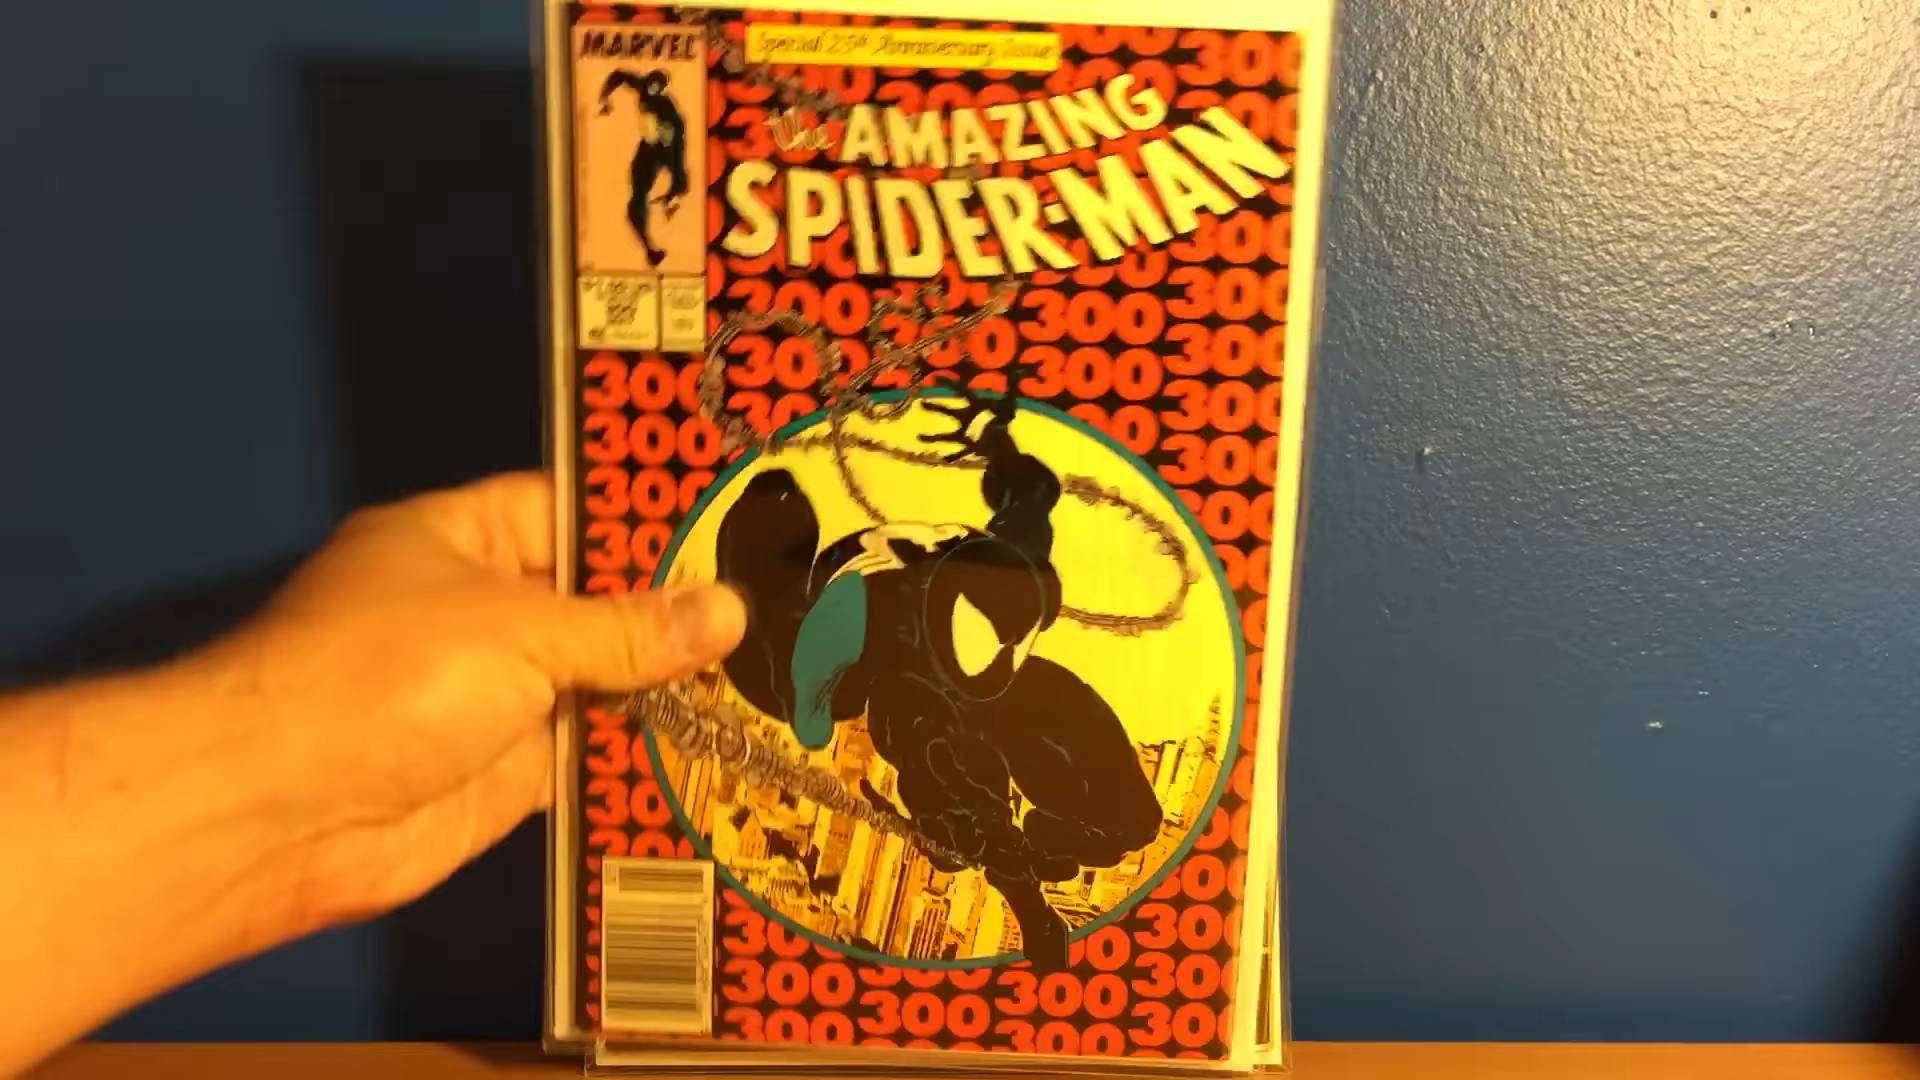 MARVEL
Special 25th Anniversary Issue
the AMAZING
SPIDER-MAN
300